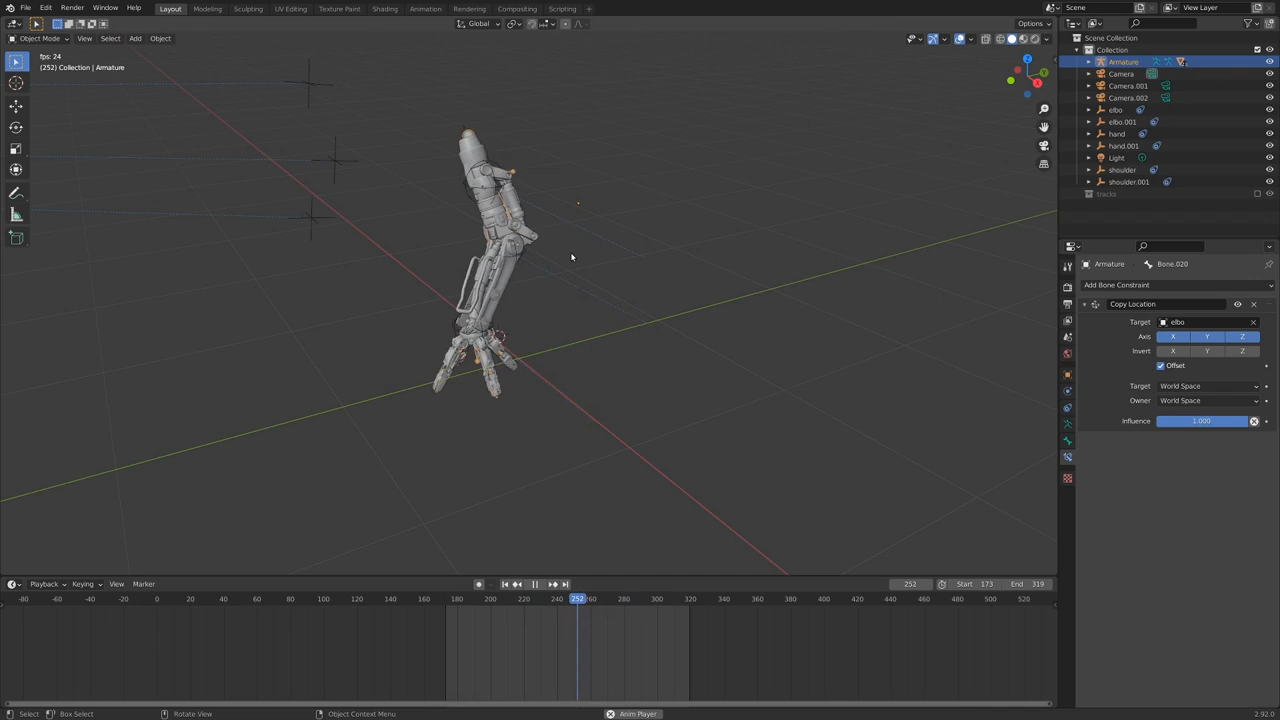 File Edit Render Window Help Layout Modeling Sculpting UV Editing Texture Paint Shading Animation Rendering Compositing Scripting + Scene View Layer
Global Options
Object Mode View Select Add Object
fps: 24
(252) Collection | Armature
Z
Y
X
Scene Collection
Collection
Armature
Camera
Camera.001
Camera.002
elbo
elbo.001
hand
hand.001
Light
shoulder
shoulder.001
tracks
Armature Bone.020
Add Bone Constraint
Copy Location
Target elbo
Axis X Y Z
Invert X Y Z
Offset
Target World Space
Owner World Space
Influence 1.000
Playback Keying View Marker 252 Start 173 End 319
-80 -60 -40 -20 0 20 40 60 80 100 120 140 160 180 200 220 240 252 260 280 300 320 340 360 380 400 420 440 460 480 500 520
Select Box Select Rotate View Object Context Menu Anim Player 2.92.0